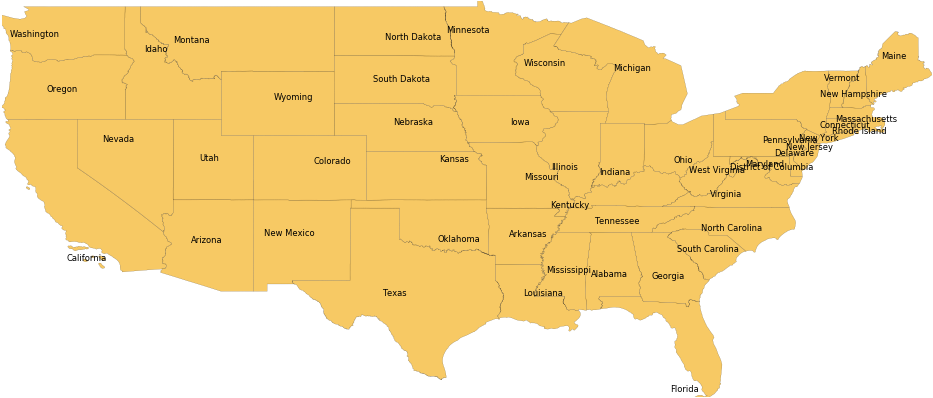 Washington
Idaho
Montana
North Dakota
Minnesota
Wisconsin
Michigan
Maine
Oregon
Wyoming
South Dakota
Vermont
New Hampshire
Nevada
Nebraska
Iowa
Massachusetts
Connecticut
Rhode Island
Utah
Colorado
Kansas
Missouri
Illinois
Indiana
Ohio
Pennsylvania
New York
New Jersey
Delaware
Maryland
District of Columbia
West Virginia
Virginia
Kentucky
Tennessee
North Carolina
South Carolina
California
Arizona
New Mexico
Oklahoma
Arkansas
Mississippi
Alabama
Georgia
Texas
Louisiana
Florida